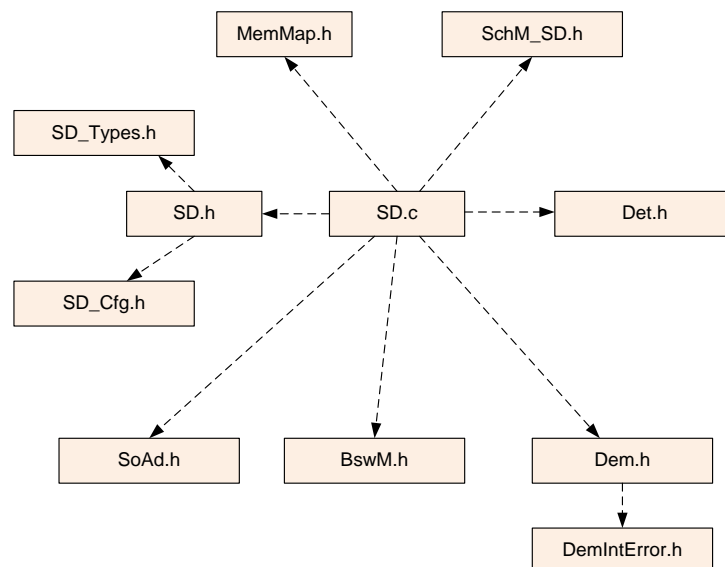 MemMap.h
SchM_SD.h
SD_Types.h
SD.h
SD.c
Det.h
SD_Cfg.h
SoAd.h
BswM.h
Dem.h
DemIntError.h